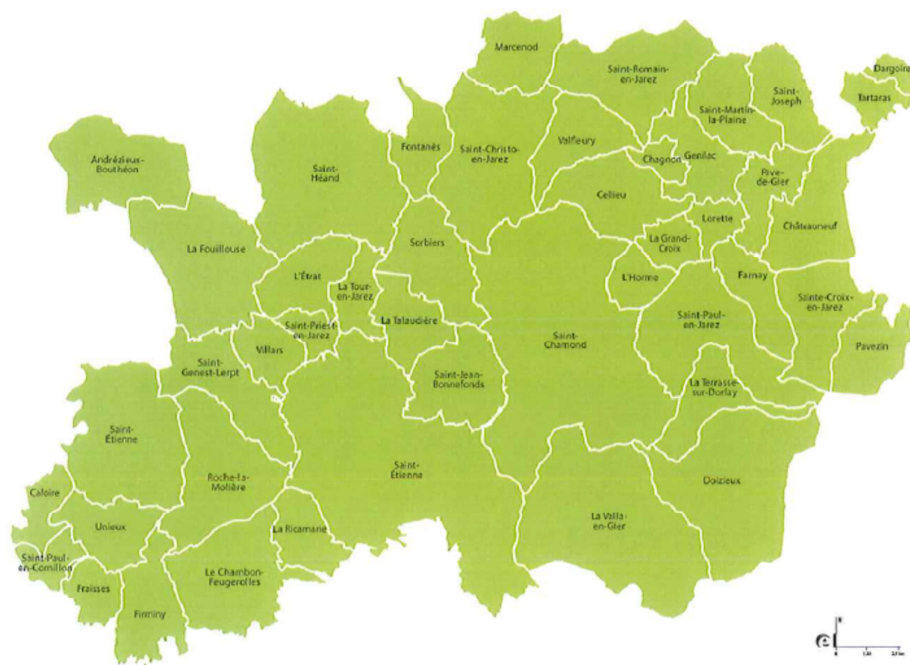 Marcenod
Saint-Romain-
en-Jarez
Dargoire
Tartaras
Saint-
Joseph
Saint-Martin-
la-Plaine
Fontanès
Saint-Christo-
en-Jarez
Valfleury
Chagnon
Genilac
Andrézieux-
Bouthéon
Saint-
Héand
Rive-
de-Gier
Cellieu
Lorette
Châteauneuf
La Fouillouse
Sorbiers
La Grand-
Croix
L'Étrat
La Tour-
en-Jarez
L'Horme
Farnay
Sainte-Croix-
en-Jarez
La Talaudière
Saint-Priest-
en-Jarez
Saint-Paul-
en-Jarez
Saint-
Chamond
Villars
Pavezin
Saint-
Genest-Lerpt
Saint-Jean-
Bonnefonds
La Terrasse-
sur-Dorlay
Saint-
Étienne
Roche-La-
Molière
Saint-
Étienne
Doizieux
Caloire
Unieux
La Ricamarie
La Valla-
en-Gier
Saint-Paul-
en-Cornillon
Fraisses
Firminy
Le Chambon-
Feugerolles